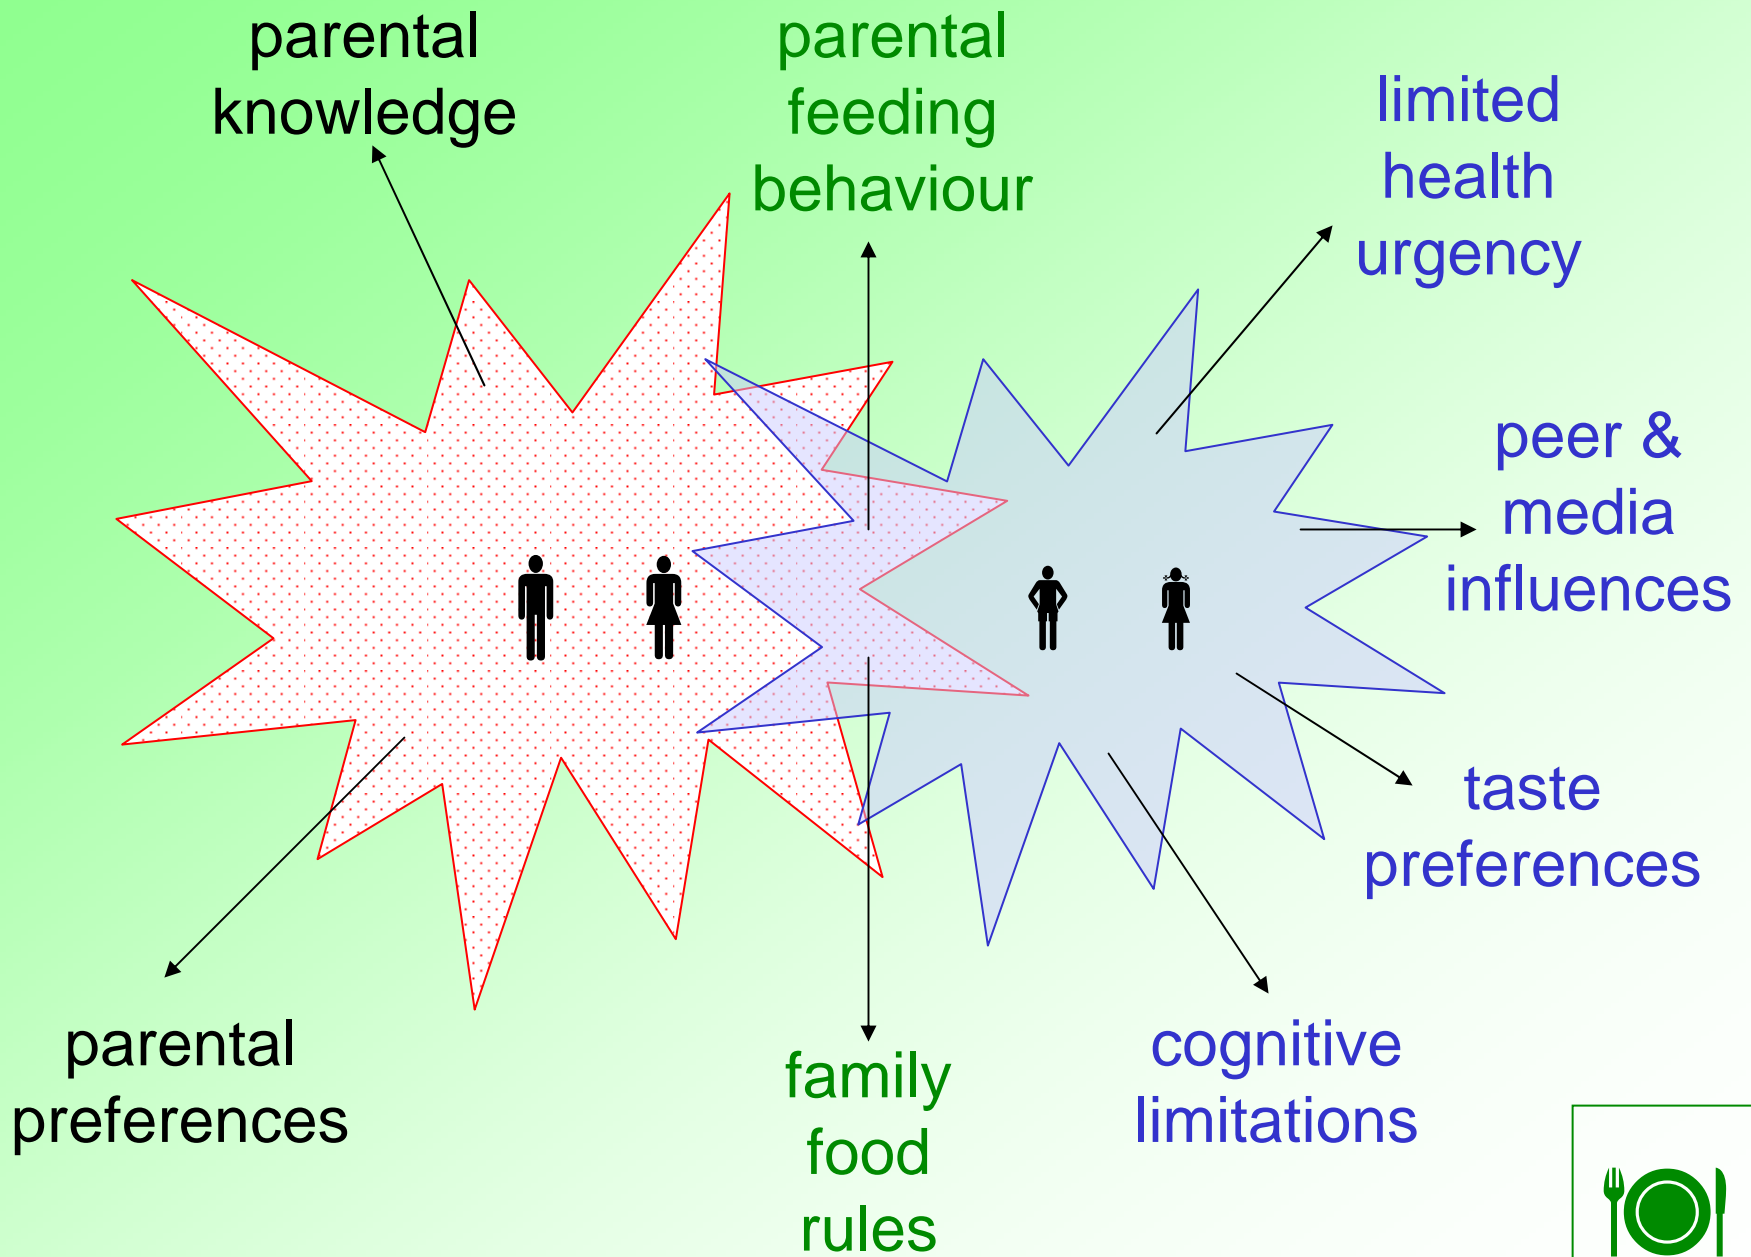 parental
knowledge
parental
feeding
behaviour
limited
health
urgency
peer &
media
influences
taste
preferences
cognitive
limitations
family
food
rules
parental
preferences